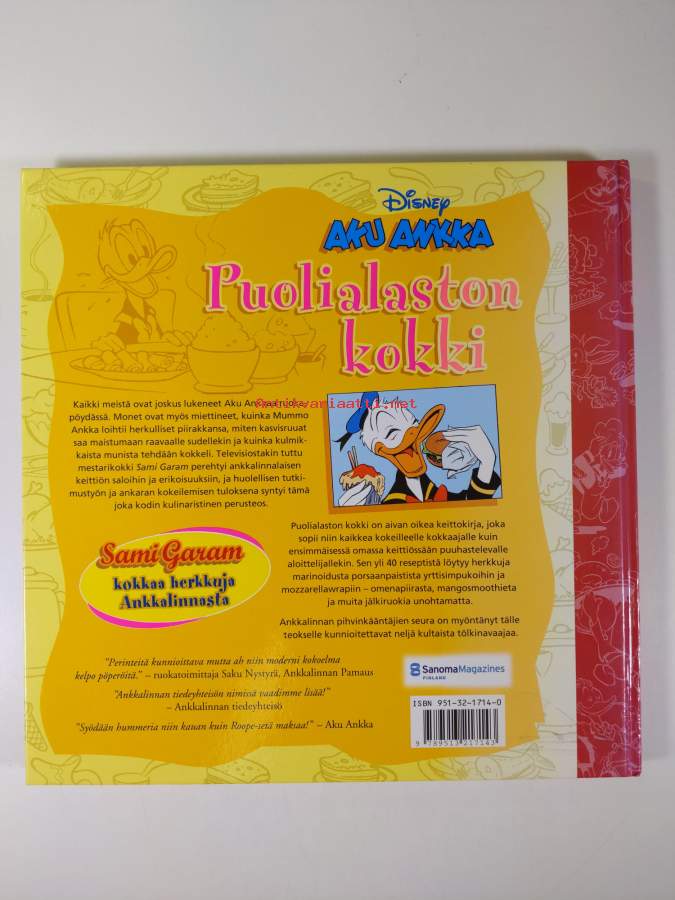 Disney
AKU ANKKA
Puolialaston
kokki
Kaikki meistä ovat joskus lukeneet Aku Ankkaa ruoka-
pöydässä. Monet ovat myös miettineet, kuinka Mummo
Ankka loihtii herkulliset piirakkansa, miten kasvisruuat
saa maistumaan raavaalle sudellekin ja kuinka kulmik-
kaista munista tehdään kokkeli. Televisiostakin tuttu
mestarikokki Sami Garam perehtyi ankkalinnalaisen
keittiön saloihin ja erikoisuuksiin, ja huolellisen tutki-
mustyön ja ankaran kokeilemisen tuloksena syntyi tämä
joka kodin kulinaristinen perusteos.
Antikvariaatti.net
Sami Garam
kokkaa herkkuja
Ankkalinnasta
Puolialaston kokki on aivan oikea keittokirja, joka
sopii niin kaikkea kokeilleelle kokkaajalle kuin
ensimmäisessä omassa keittiössään puuhastelevalle
aloittelijallekin. Sen yli 40 reseptistä löytyy herkkuja
marinoidusta porsaanpaistista yrttisimpukoihin ja
mozzarellawrapiin – omenapiirasta, mangosmoothieta
ja muita jälkiruokia unohtamatta.
Ankkalinnan pihvinkääntäjien seura on myöntänyt tälle
teokselle kunnioitettavat neljä kultaista tölkinavaajaa.
"Perinteitä kunnioittava mutta ah niin moderni kokoelma
kelpo pöperöitä." – ruokatoimittaja Saku Nystyrä, Ankkalinnan Pamaus
"Ankkalinnan tiedeyhteisön nimissä vaadimme lisää!"
– Ankkalinnan tiedeyhteisö
"Syödään hummeria niin kauan kuin Roope-setä maksaa!" – Aku Ankka
SanomaMagazines
FINLAND
ISBN 951-32-1714-0
9 789513 217143